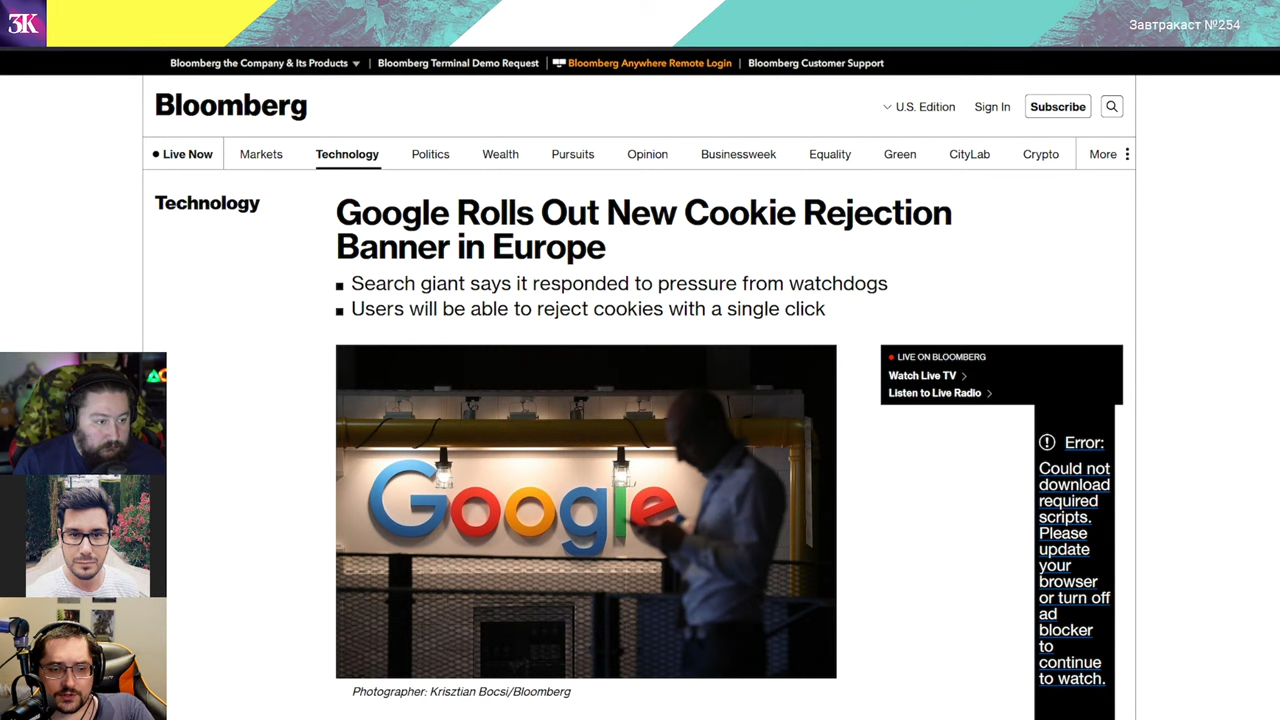 3K
Завтракаст №254
Bloomberg the Company & Its Products
Bloomberg Terminal Demo Request
Bloomberg Anywhere Remote Login
Bloomberg Customer Support
Bloomberg
U.S. Edition
Sign In
Subscribe
Live Now
Markets
Technology
Politics
Wealth
Pursuits
Opinion
Businessweek
Equality
Green
CityLab
Crypto
More
Technology
Google Rolls Out New Cookie Rejection
Banner in Europe
Search giant says it responded to pressure from watchdogs
Users will be able to reject cookies with a single click
Google
Photographer: Krisztian Bocsi/Bloomberg
LIVE ON BLOOMBERG
Watch Live TV
Listen to Live Radio
Error:
Could not
download
required
scripts.
Please
update
your
browser
or turn off
ad
blocker
to
continue
to watch.